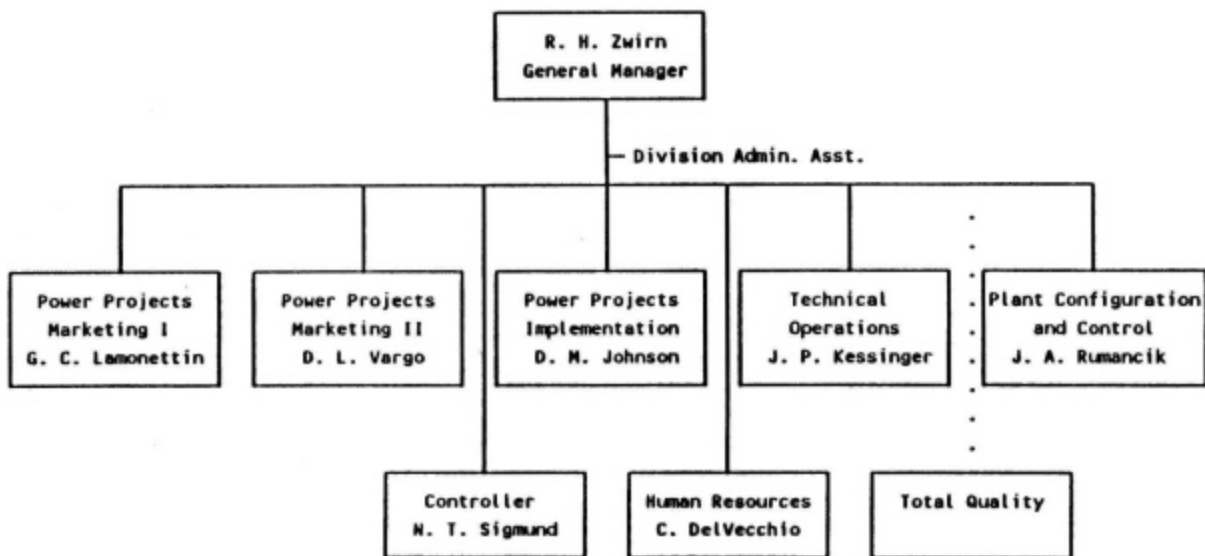 R. H. Zwirn
General Manager
Division Admin. Asst.
Power Projects
Marketing I
G. C. Lamonettin
Power Projects
Marketing II
D. L. Vargo
Power Projects
Implementation
D. M. Johnson
Technical
Operations
J. P. Kessinger
Plant Configuration
and Control
J. A. Rumancik
Controller
N. T. Sigmund
Human Resources
C. DelVecchio
Total Quality